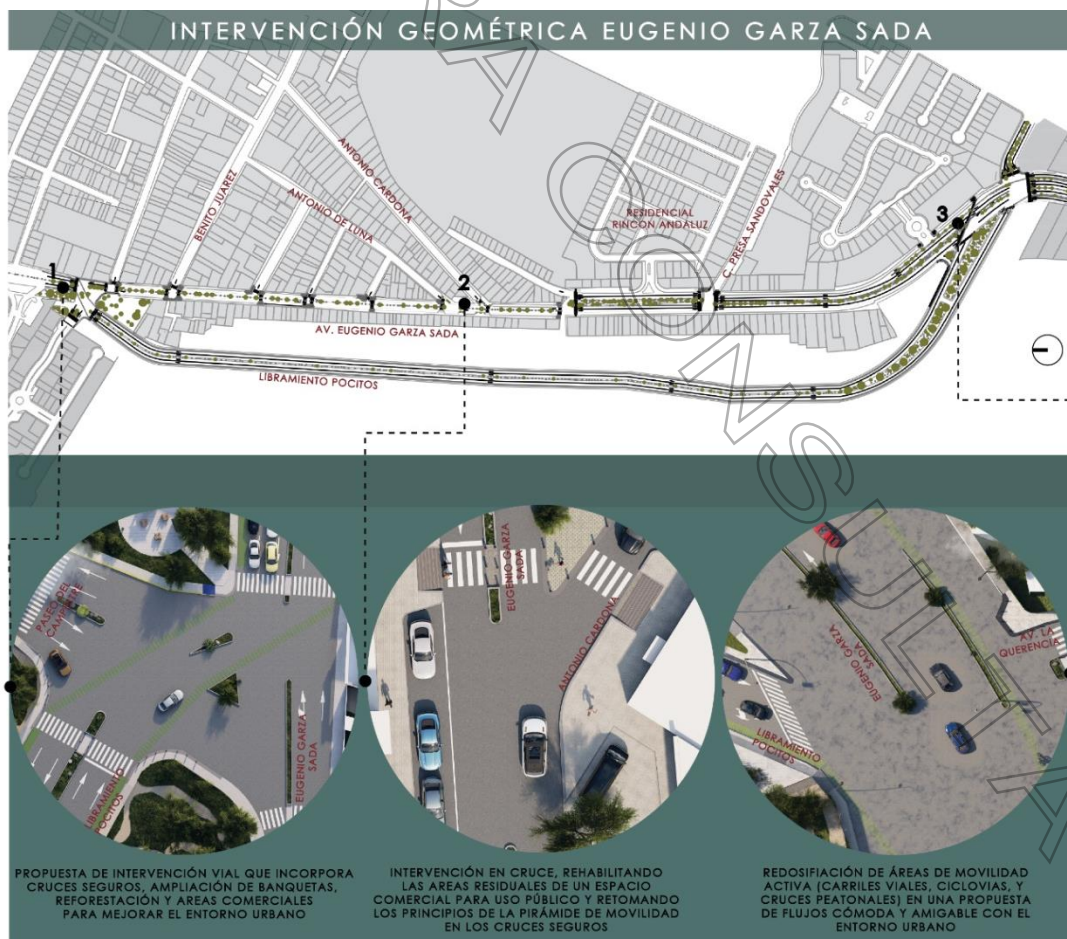 INTERVENCIÓN GEOMÉTRICA EUGENIO GARZA SADA
BENITO JUAREZ
ANTONIO DE LUNA
ANTONIO CARDONA
RESIDENCIAL
RINCON ANDALUZ
C. PRESA SANDOVALES
1
2
3
AV. EUGENIO GARZA SADA
LIBRAMIENTO POCITOS
PASEO DEL
CAMPESTRE
LIBRAMIENTO
POCITOS
EUGENIO GARZA
SADA
EUGENIO GARZA
SADA
ANTONIO CARDONA
EUGENIO GARZA
SADA
AV. LA
QUERENCIA
LIBRAMIENTO
POCITOS
PROPUESTA DE INTERVENCIÓN VIAL QUE INCORPORA
CRUCES SEGUROS, AMPLIACIÓN DE BANQUETAS,
REFORESTACIÓN Y AREAS COMERCIALES
PARA MEJORAR EL ENTORNO URBANO
INTERVENCIÓN EN CRUCE, REHABILITANDO
LAS AREAS RESIDUALES DE UN ESPACIO
COMERCIAL PARA USO PÚBLICO Y RETOMANDO
LOS PRINCIPIOS DE LA PIRÁMIDE DE MOVILIDAD
EN LOS CRUCES SEGUROS
REDOSIFIACIÓN DE ÁREAS DE MOVILIDAD
ACTIVA (CARRILES VIALES, CICLOVIAS, Y
CRUCES PEATONALES) EN UNA PROPUESTA
DE FLUJOS CÓMODA Y AMIGABLE CON EL
ENTORNO URBANO
CONSULTA